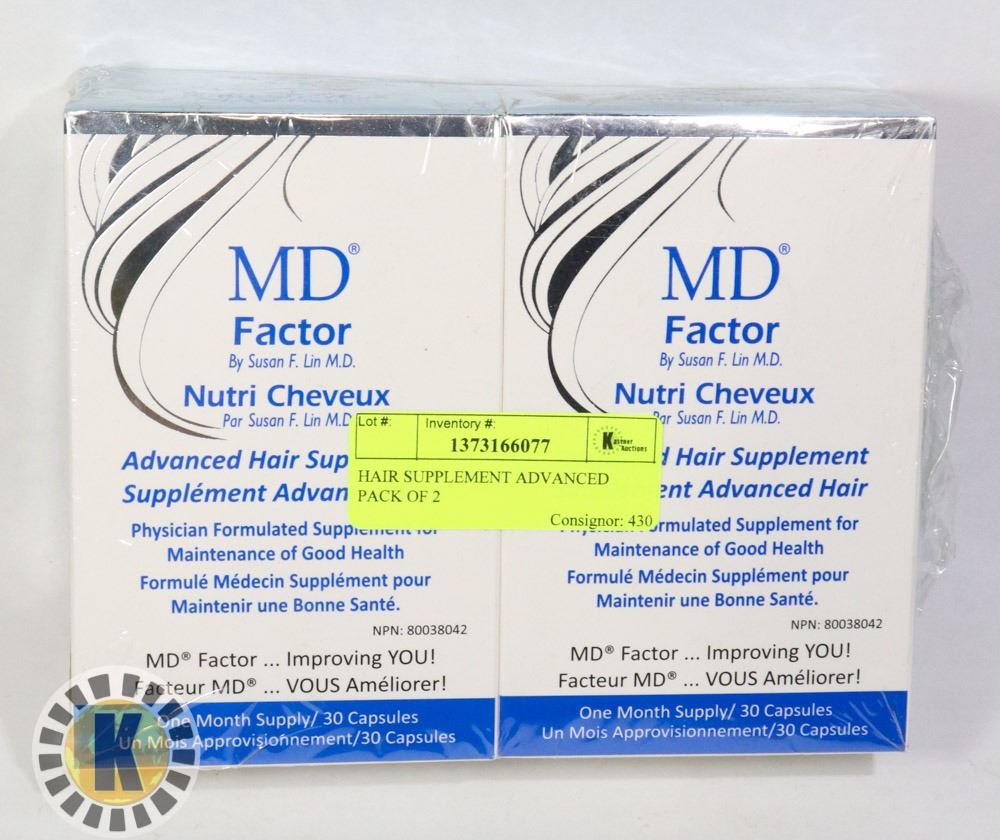 MD®
Factor
By Susan F. Lin M.D.
Nutri Cheveux
Par Susan F. Lin M.D
Advanced Hair Sup
Supplément Advan
Physician Formulated Supplement for
Maintenance of Good Health
Formulé Médecin Supplément pour
Maintenir une Bonne Santé.
NPN: 80038042
MD® Factor ... Improving YOU!
Facteur MD® ... VOUS Améliorer!
One Month Supply/ 30 Capsules
Un Mois Approvisionnement/30 Capsules
MD®
Factor
By Susan F. Lin M.D.
Nutri Cheveux
Par Susan F. Lin M.D.
d Hair Supplement
ent Advanced Hair
Physician Formulated Supplement for
Maintenance of Good Health
Formulé Médecin Supplément pour
Maintenir une Bonne Santé.
NPN: 80038042
MD® Factor ... Improving YOU!
Facteur MD® ... VOUS Améliorer!
One Month Supply/ 30 Capsules
Un Mois Approvisionnement/30 Capsules
Lot #:
Inventory #:
1373166077
Kastner
Auctions
HAIR SUPPLEMENT ADVANCED
PACK OF 2
Consignor: 430
K